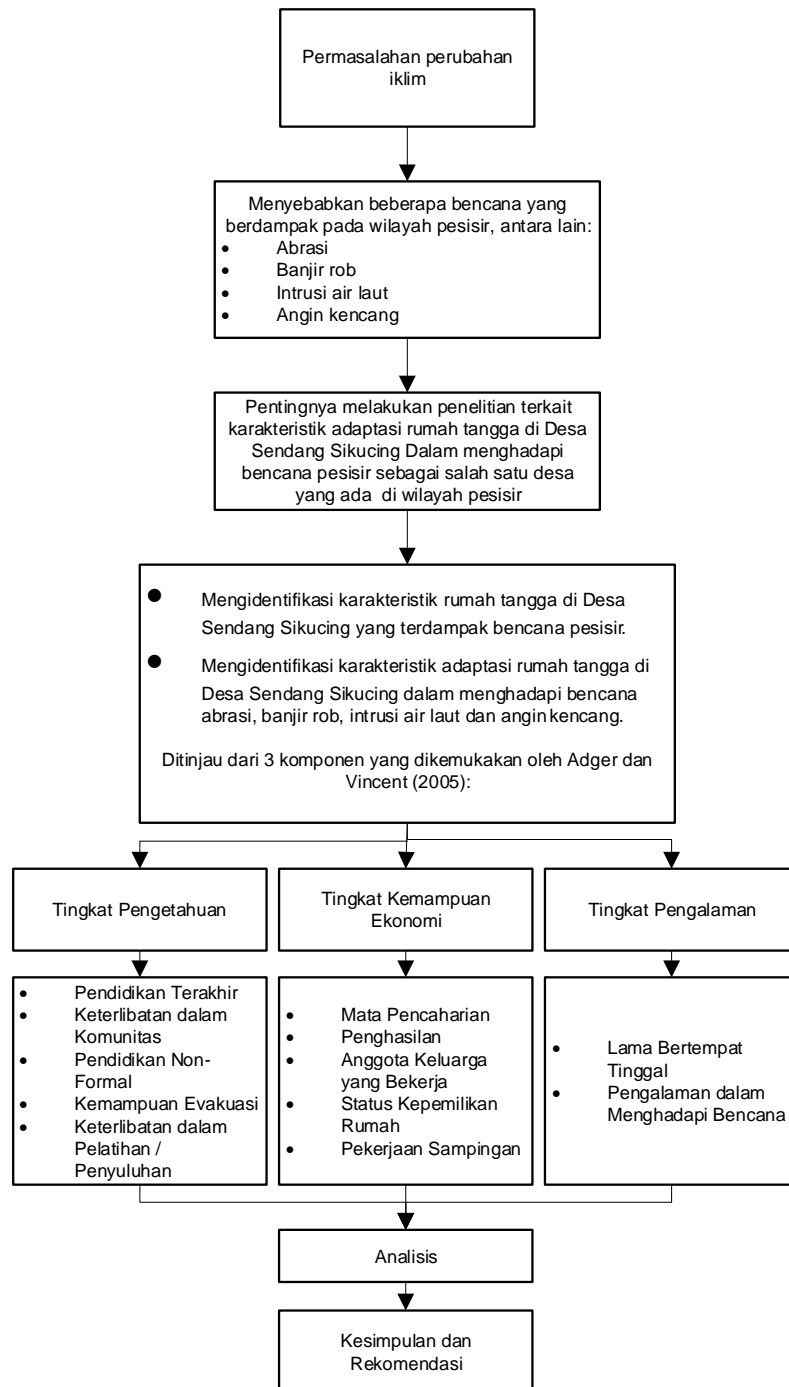 Permasalahan perubahan
iklim
Menyebabkan beberapa bencana yang
berdampak pada wilayah pesisir, antara lain:
• Abrasi
• Banjir rob
• Intrusi air laut
• Angin kencang
Pentingnya melakukan penelitian terkait
karakteristik adaptasi rumah tangga di Desa
Sendang Sikucing Dalam menghadapi
bencana pesisir sebagai salah satu desa
yang ada di wilayah pesisir
• Mengidentifikasi karakteristik rumah tangga di Desa
Sendang Sikucing yang terdampak bencana pesisir.
• Mengidentifikasi karakteristik adaptasi rumah tangga di
Desa Sendang Sikucing dalam menghadapi bencana
abrasi, banjir rob, intrusi air laut dan angin kencang.
Ditinjau dari 3 komponen yang dikemukakan oleh Adger dan
Vincent (2005):
Tingkat Pengetahuan
Tingkat Kemampuan
Ekonomi
Tingkat Pengalaman
• Pendidikan Terakhir
• Keterlibatan dalam
Komunitas
• Pendidikan Non-
Formal
• Kemampuan Evakuasi
• Keterlibatan dalam
Pelatihan /
Penyuluhan
• Mata Pencaharian
• Penghasilan
• Anggota Keluarga
yang Bekerja
• Status Kepemilikan
Rumah
• Pekerjaan Sampingan
• Lama Bertempat
Tinggal
• Pengalaman dalam
Menghadapi Bencana
Analisis
Kesimpulan dan
Rekomendasi